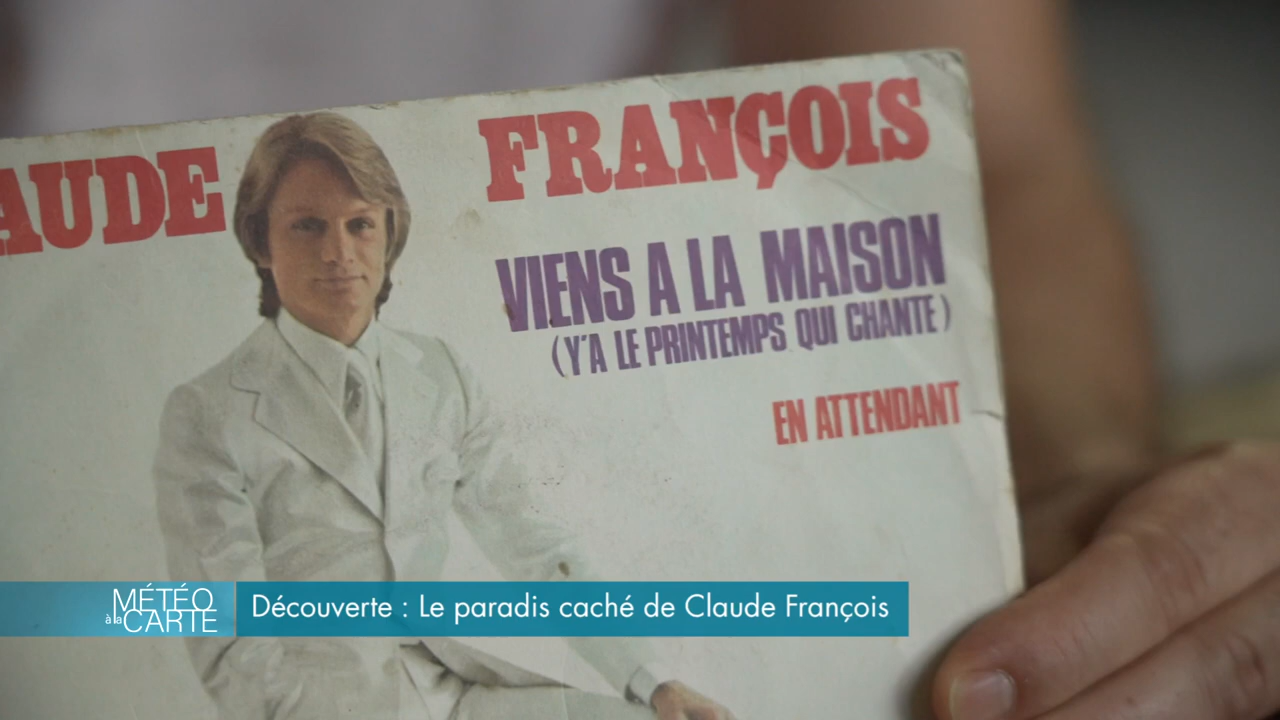 AUDE FRANÇOIS
VIENS A LA MAISON
(Y'A LE PRINTEMPS QUI CHANTE)
EN ATTENDANT
MÉTÉO
à la CARTE
Découverte : Le paradis caché de Claude François